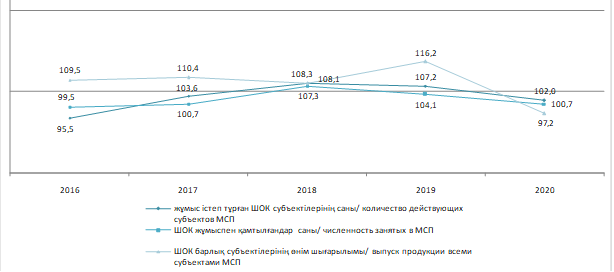 116,2
109,5
110,4
108,3
108,1
107,2
103,6
102,0
99,5
100,7
107,3
104,1
100,7
95,5
97,2
2016 2017 2018 2019 2020
жұмыс істеп тұрған ШОК субъектілерінің саны/ количество действующих
субъектов МСП
ШОК жұмыспен қамтылғандар саны/ численность занятых в МСП
ШОК барлық субъектілерінің өнім шығарылымы/ выпуск продукции всеми
субъектами МСП